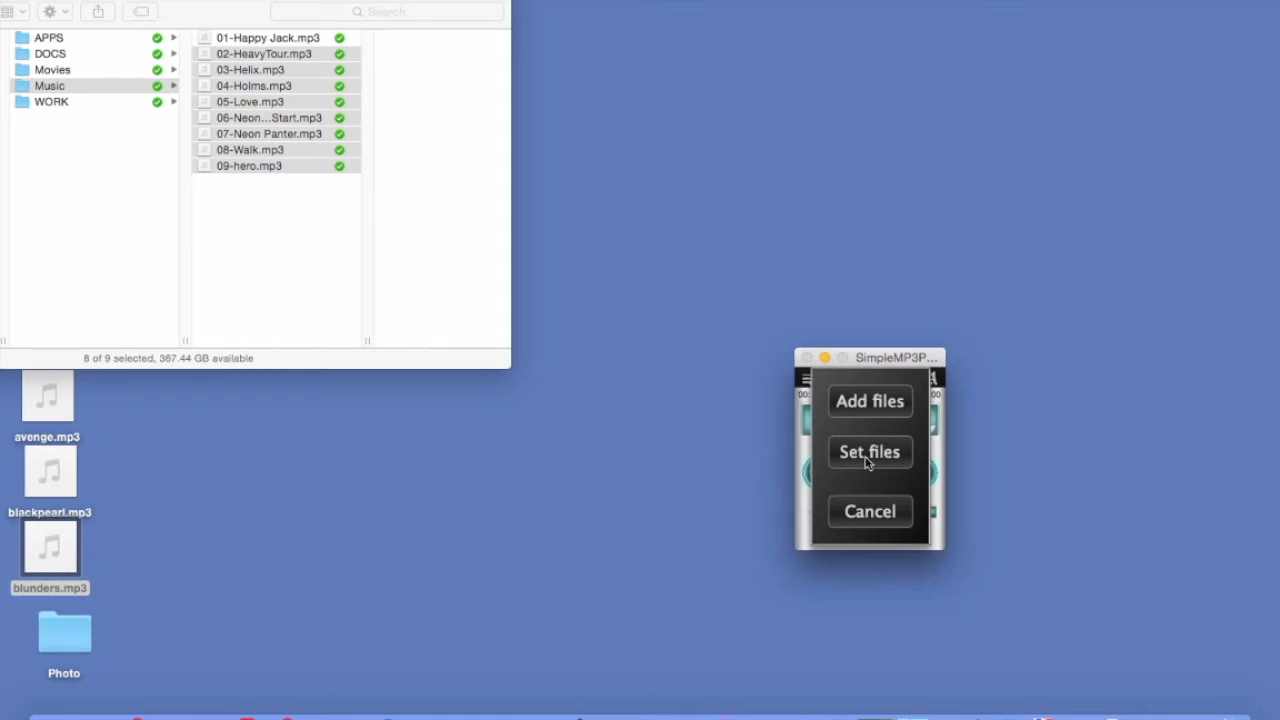 Search
APPS
DOCS
Movies
Music
WORK
01-Happy Jack.mp3
02-HeavyTour.mp3
03-Helix.mp3
04-Holms.mp3
05-Love.mp3
06-Neon...Start.mp3
07-Neon Panter.mp3
08-Walk.mp3
09-hero.mp3
8 of 9 selected, 367.44 GB available
avenge.mp3
blackpearl.mp3
blunders.mp3
Photo
SimpleMP3P...
Add files
Set files
Cancel